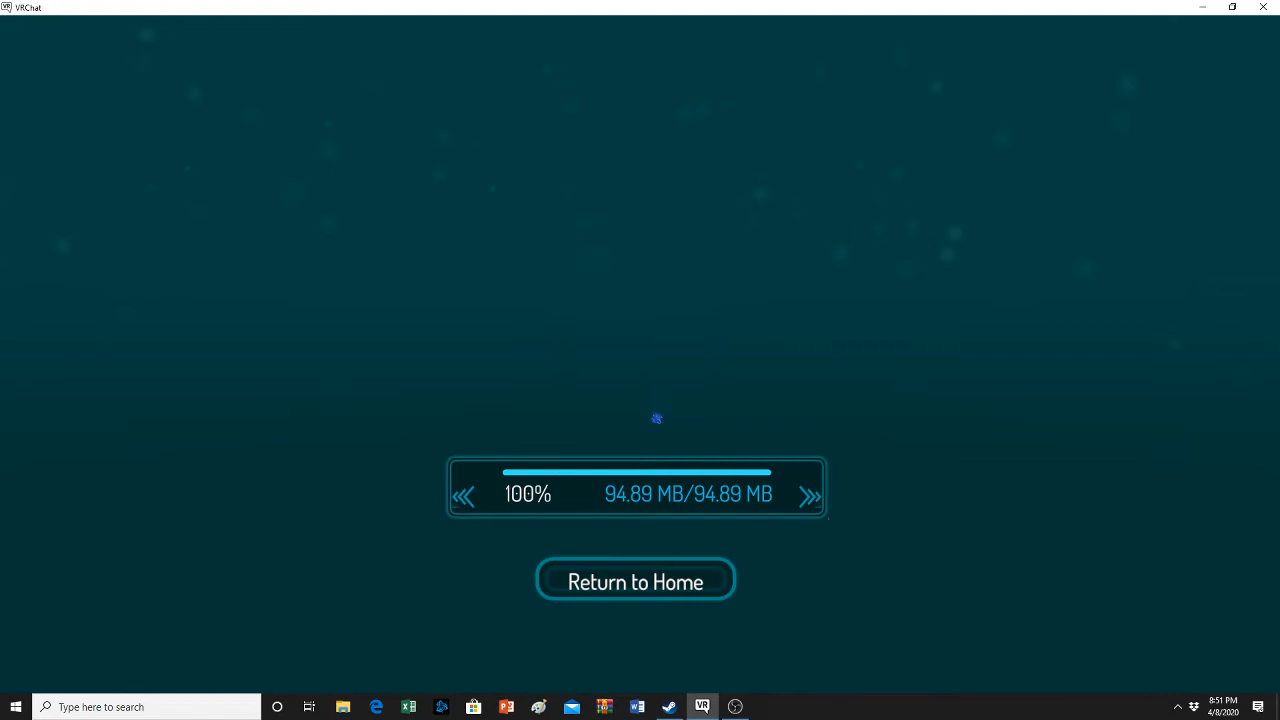 VRChat
100% 94.89 MB/94.89 MB
Return to Home
Type here to search
8:51 PM
4/8/2020